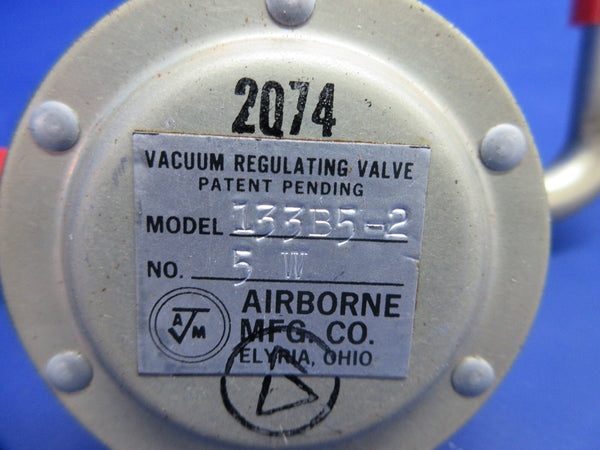 2Q74
VACUUM REGULATING VALVE
PATENT PENDING
MODEL 133B5-2
NO. 5 W
A M
AIRBORNE
MFG. CO.
ELYRIA, OHIO